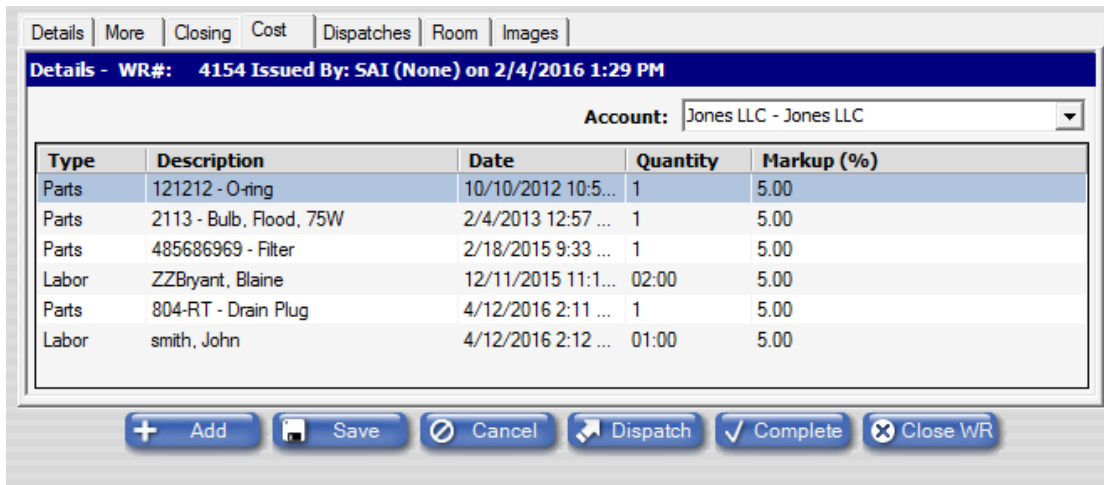 Details More Closing Cost Dispatches Room Images
Details - WR#: 4154 Issued By: SAI (None) on 2/4/2016 1:29 PM
Account: Jones LLC - Jones LLC
Type Description Date Quantity Markup (%)
Parts 121212 - O-ring 10/10/2012 10:5... 1 5.00
Parts 2113 - Bulb, Flood, 75W 2/4/2013 12:57 ... 1 5.00
Parts 485686969 - Filter 2/18/2015 9:33 ... 1 5.00
Labor ZZBryant, Blaine 12/11/2015 11:1... 02:00 5.00
Parts 804-RT - Drain Plug 4/12/2016 2:11 ... 1 5.00
Labor smith, John 4/12/2016 2:12 ... 01:00 5.00
Add Save Cancel Dispatch Complete Close WR